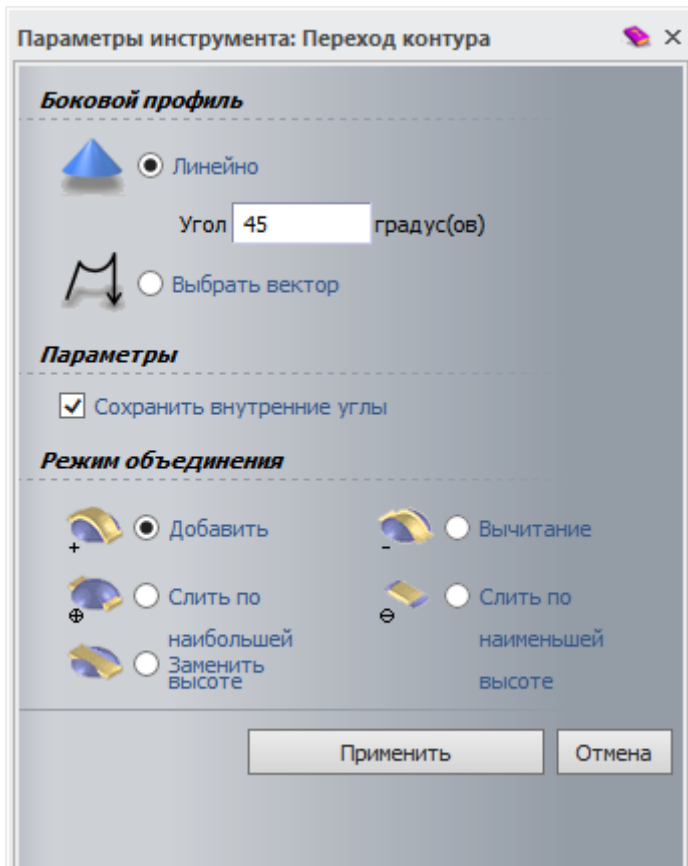 Параметры инструмента: Переход контура
Боковой профиль
Линейно
Угол 45 градус(ов)
Выбрать вектор
Параметры
Сохранить внутренние углы
Режим объединения
Добавить
Вычитание
Слить по
наибольшей
высоте
Слить по
наименьшей
высоте
Заменить
Применить
Отмена